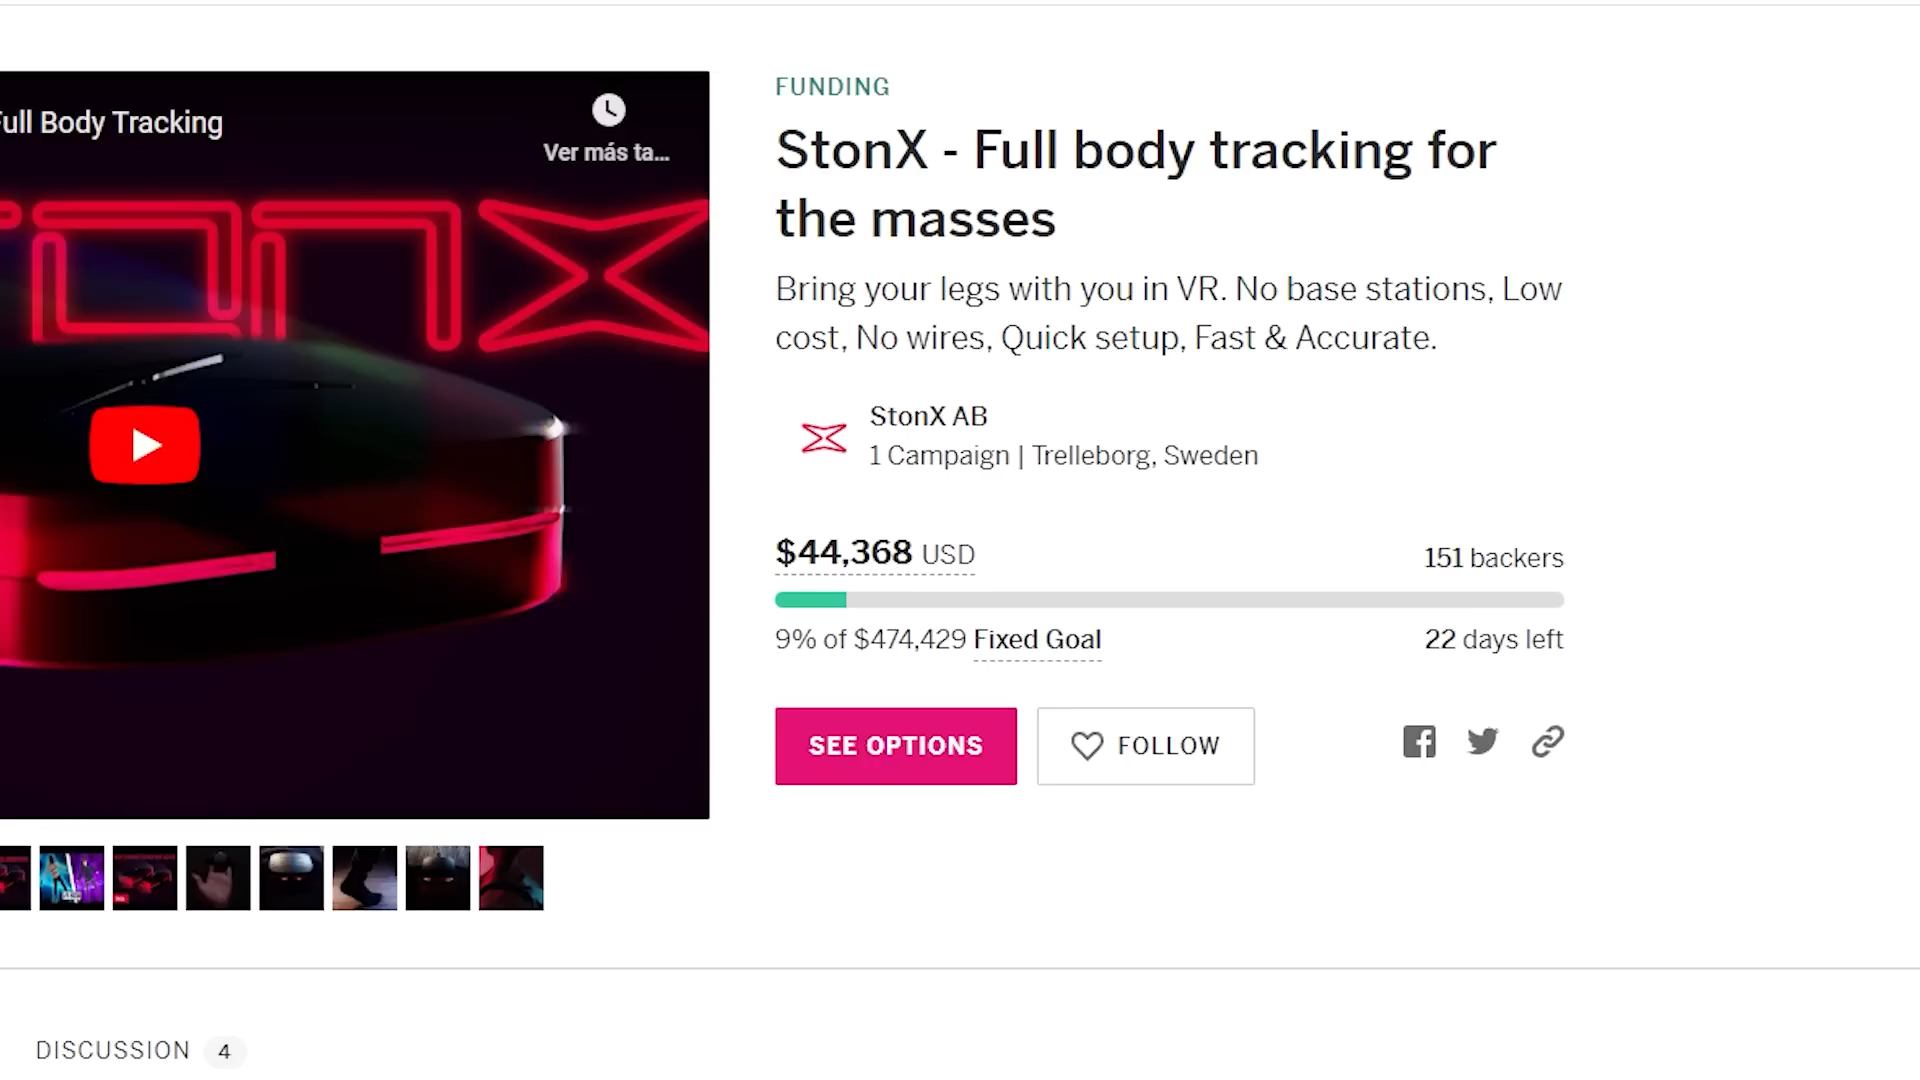 Full Body Tracking
Ver más ta...
FUNDING
StonX - Full body tracking for
the masses
Bring your legs with you in VR. No base stations, Low
cost, No wires, Quick setup, Fast & Accurate.
StonX AB
1 Campaign | Trelleborg, Sweden
$44,368 USD
151 backers
9% of $474,429 Fixed Goal
22 days left
SEE OPTIONS
FOLLOW
DISCUSSION 4